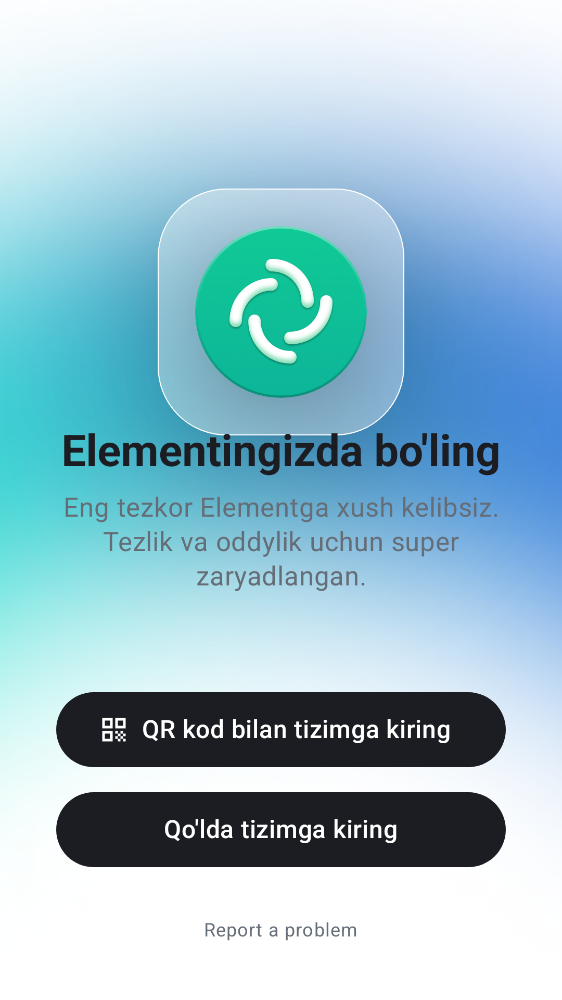 Elementingizda bo'ling
Eng tezkor Elementga xush kelibsiz.
Tezlik va oddylik uchun super
zaryadlangan.
QR kod bilan tizimga kiring
Qo'lda tizimga kiring
Report a problem